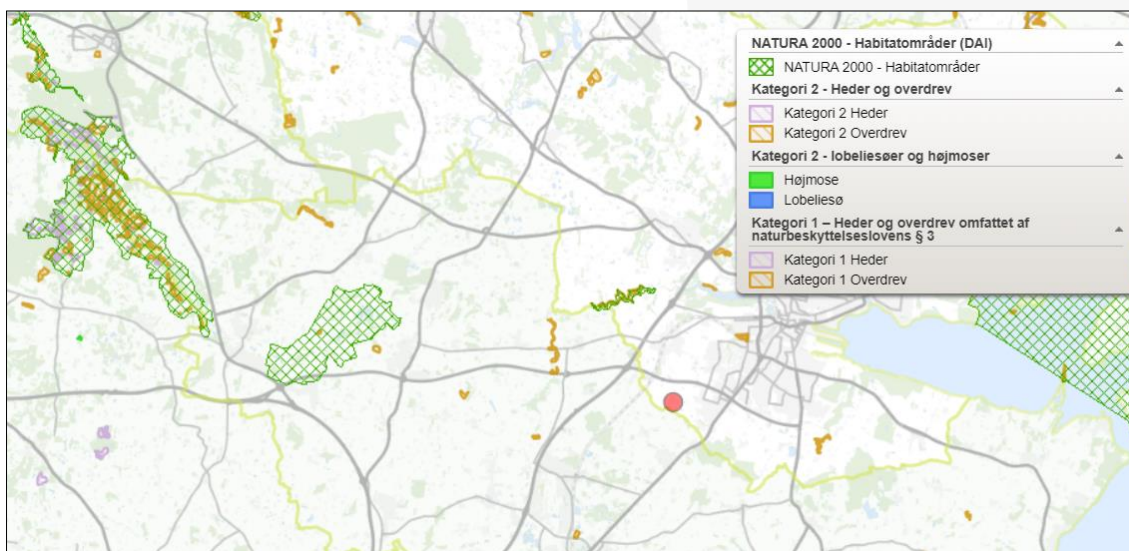 NATURA 2000 - Habitatområder (DAI)
NATURA 2000 - Habitatområder
Kategori 2 - Heder og overdrev
Kategori 2 Heder
Kategori 2 Overdrev
Kategori 2 - lobeliesøer og højmoser
Højmose
Lobeliesø
Kategori 1 – Heder og overdrev omfattet af
naturbeskyttelseslovens § 3
Kategori 1 Heder
Kategori 1 Overdrev